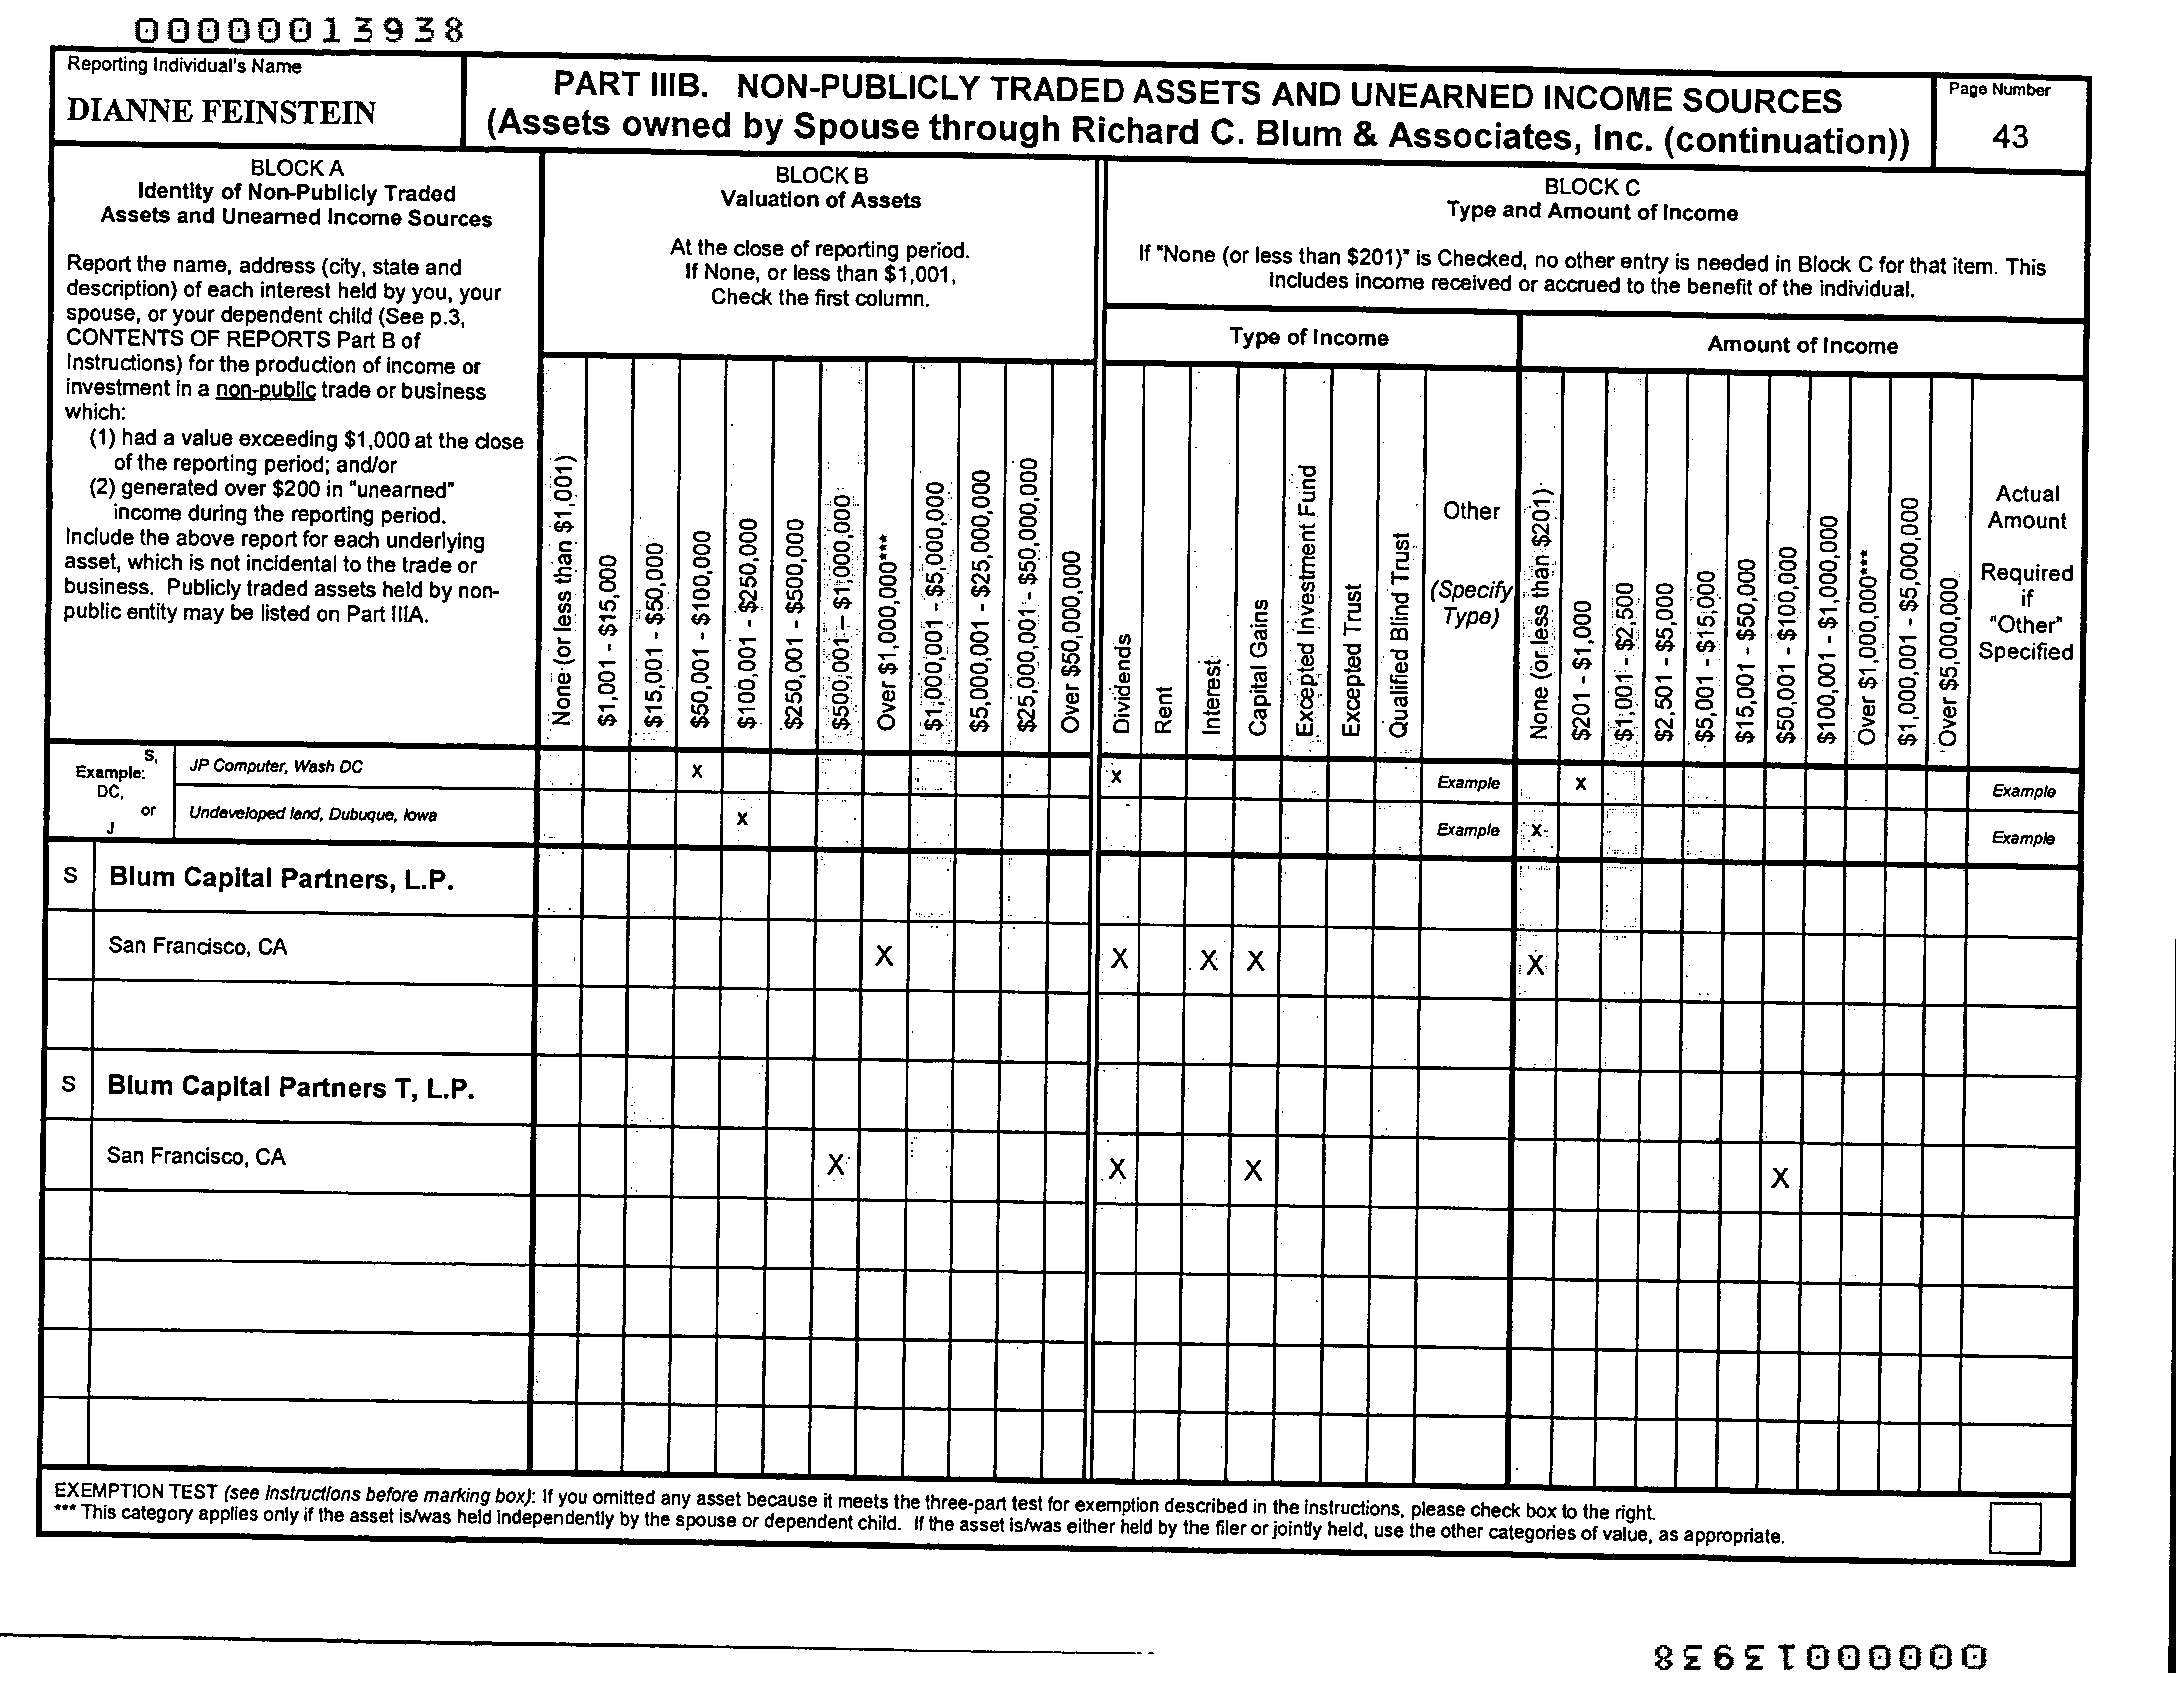 00000013938
Reporting Individual's Name
DIANNE FEINSTEIN
PART IIIB. NON-PUBLICLY TRADED ASSETS AND UNEARNED INCOME SOURCES
(Assets owned by Spouse through Richard C. Blum & Associates, Inc. (continuation))
Page Number
43
BLOCK A
Identity of Non-Publicly Traded
Assets and Unearned Income Sources
Report the name, address (city, state and
description) of each interest held by you, your
spouse, or your dependent child (See p.3,
CONTENTS OF REPORTS Part B of
Instructions) for the production of income or
investment in a non-public trade or business
which:
(1) had a value exceeding $1,000 at the close
of the reporting period; and/or
(2) generated over $200 in "unearned"
income during the reporting period.
Include the above report for each underlying
asset, which is not incidental to the trade or
business. Publicly traded assets held by non-
public entity may be listed on Part IIIA.
BLOCK B
Valuation of Assets
At the close of reporting period.
If None, or less than $1,001,
Check the first column.
None (or less than $1,001)
$1,001 - $15,000
$15,001 - $50,000
$50,001 - $100,000
$100,001 - $250,000
$250,001 - $500,000
$500,001 - $1,000,000
Over $1,000,000***
$1,000,001 - $5,000,000
$5,000,001 - $25,000,000
$25,000,001 - $50,000,000
Over $50,000,000
BLOCK C
Type and Amount of Income
If "None (or less than $201)" is Checked, no other entry is needed in Block C for that item. This
includes income received or accrued to the benefit of the individual.
Type of Income
Amount of Income
Dividends
Rent
Interest
Capital Gains
Excepted Investment Fund
Excepted Trust
Qualified Blind Trust
Other
(Specify
Type)
None (or less than $201)
$201 - $1,000
$1,001 - $2,500
$2,501 - $5,000
$5,001 - $15,000
$15,001 - $50,000
$50,001 - $100,000
$100,001 - $1,000,000
Over $1,000,000***
$1,000,001 - $5,000,000
Over $5,000,000
Actual
Amount
Required
if
"Other"
Specified
Example:
S,
DC,
or
J
JP Computer, Wash DC X X Example X Example
Undeveloped land, Dubuque, Iowa X Example X Example
S Blum Capital Partners, L.P.
San Francisco, CA X X X X X
S Blum Capital Partners T, L.P.
San Francisco, CA X X X X
EXEMPTION TEST (see instructions before marking box): If you omitted any asset because it meets the three-part test for exemption described in the instructions, please check box to the right.
*** This category applies only if the asset is/was held independently by the spouse or dependent child. If the asset is/was either held by the filer or jointly held, use the other categories of value, as appropriate.
00000013938